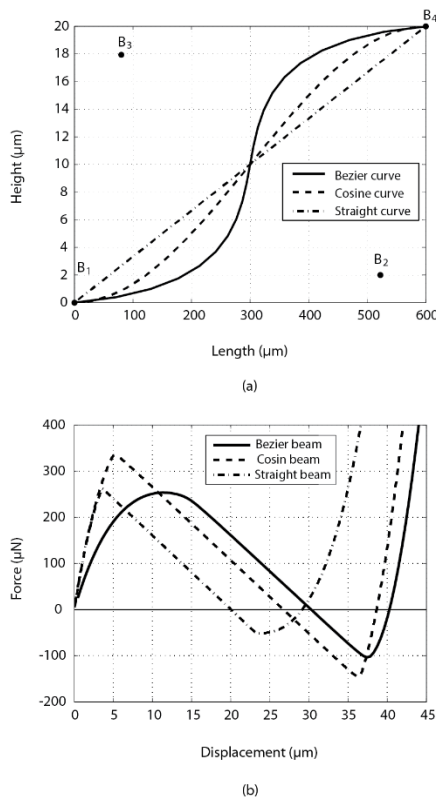 20
18
16
14
12
10
8
6
4
2
0
Height (µm)
B₃
B₄
B₁
B₂
Bezier curve
Cosine curve
Straight curve
0 100 200 300 400 500 600
Length (µm)
(a)
400
300
200
100
0
-100
-200
Force (µN)
Bezier beam
Cosin beam
Straight beam
0 5 10 15 20 25 30 35 40 45
Displacement (µm)
(b)